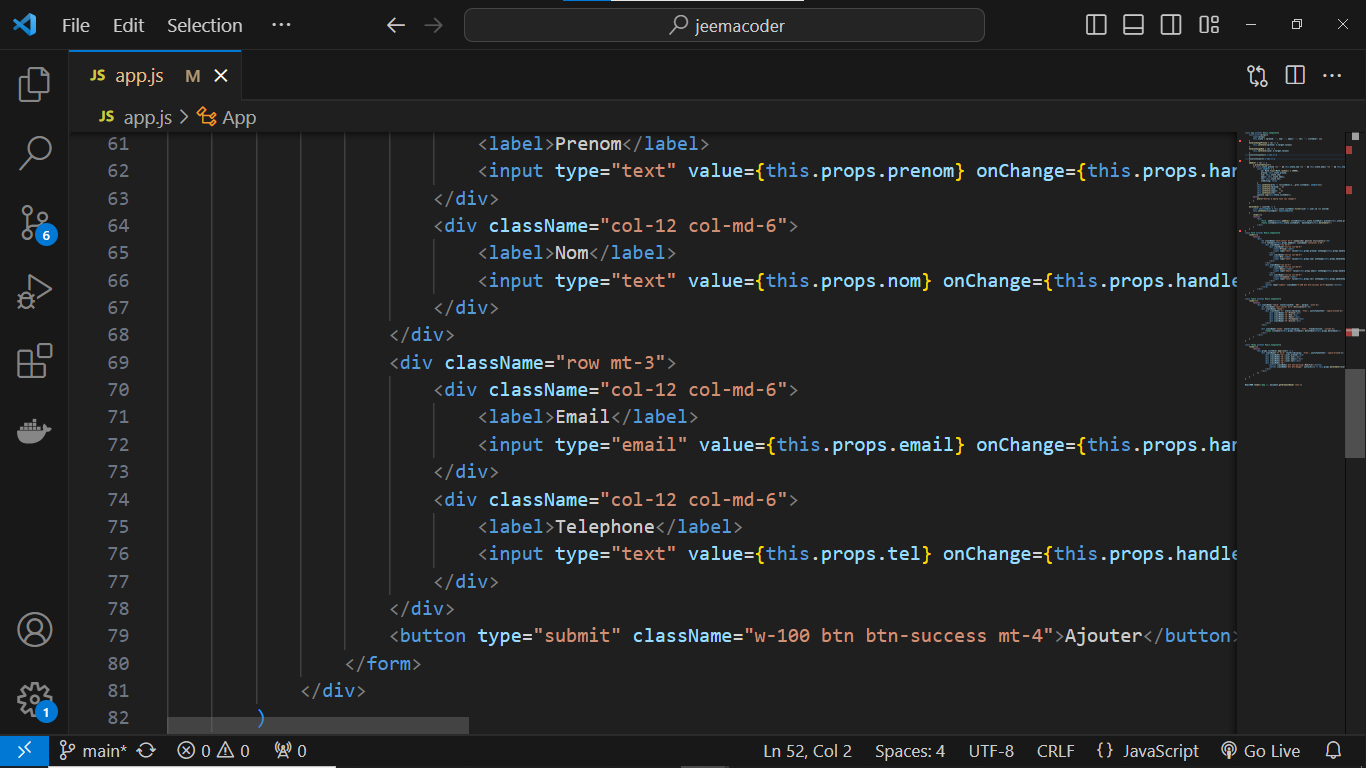 File Edit Selection ···
jeemacoder
JS app.js M
JS app.js > App
61 <label>Prenom</label>
62 <input type="text" value={this.props.prenom} onChange={this.props.han
63 </div>
64 <div className="col-12 col-md-6">
65 <label>Nom</label>
66 <input type="text" value={this.props.nom} onChange={this.props.handle
67 </div>
68 </div>
69 <div className="row mt-3">
70 <div className="col-12 col-md-6">
71 <label>Email</label>
72 <input type="email" value={this.props.email} onChange={this.props.han
73 </div>
74 <div className="col-12 col-md-6">
75 <label>Telephone</label>
76 <input type="text" value={this.props.tel} onChange={this.props.handle
77 </div>
78 </div>
79 <button type="submit" className="w-100 btn btn-success mt-4">Ajouter</button>
80 </form>
81 </div>
82 )
6
1
main* 0 0 0 Ln 52, Col 2 Spaces: 4 UTF-8 CRLF {} JavaScript Go Live